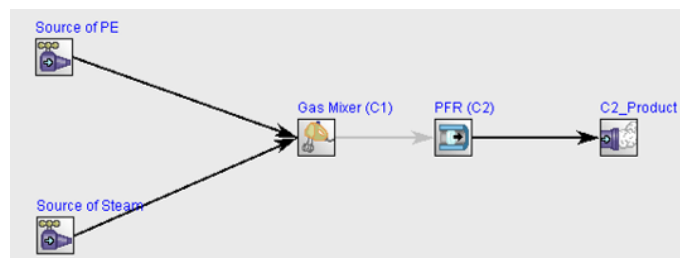 Source of PE
Gas Mixer (C1)
PFR (C2)
C2_Product
Source of Steam